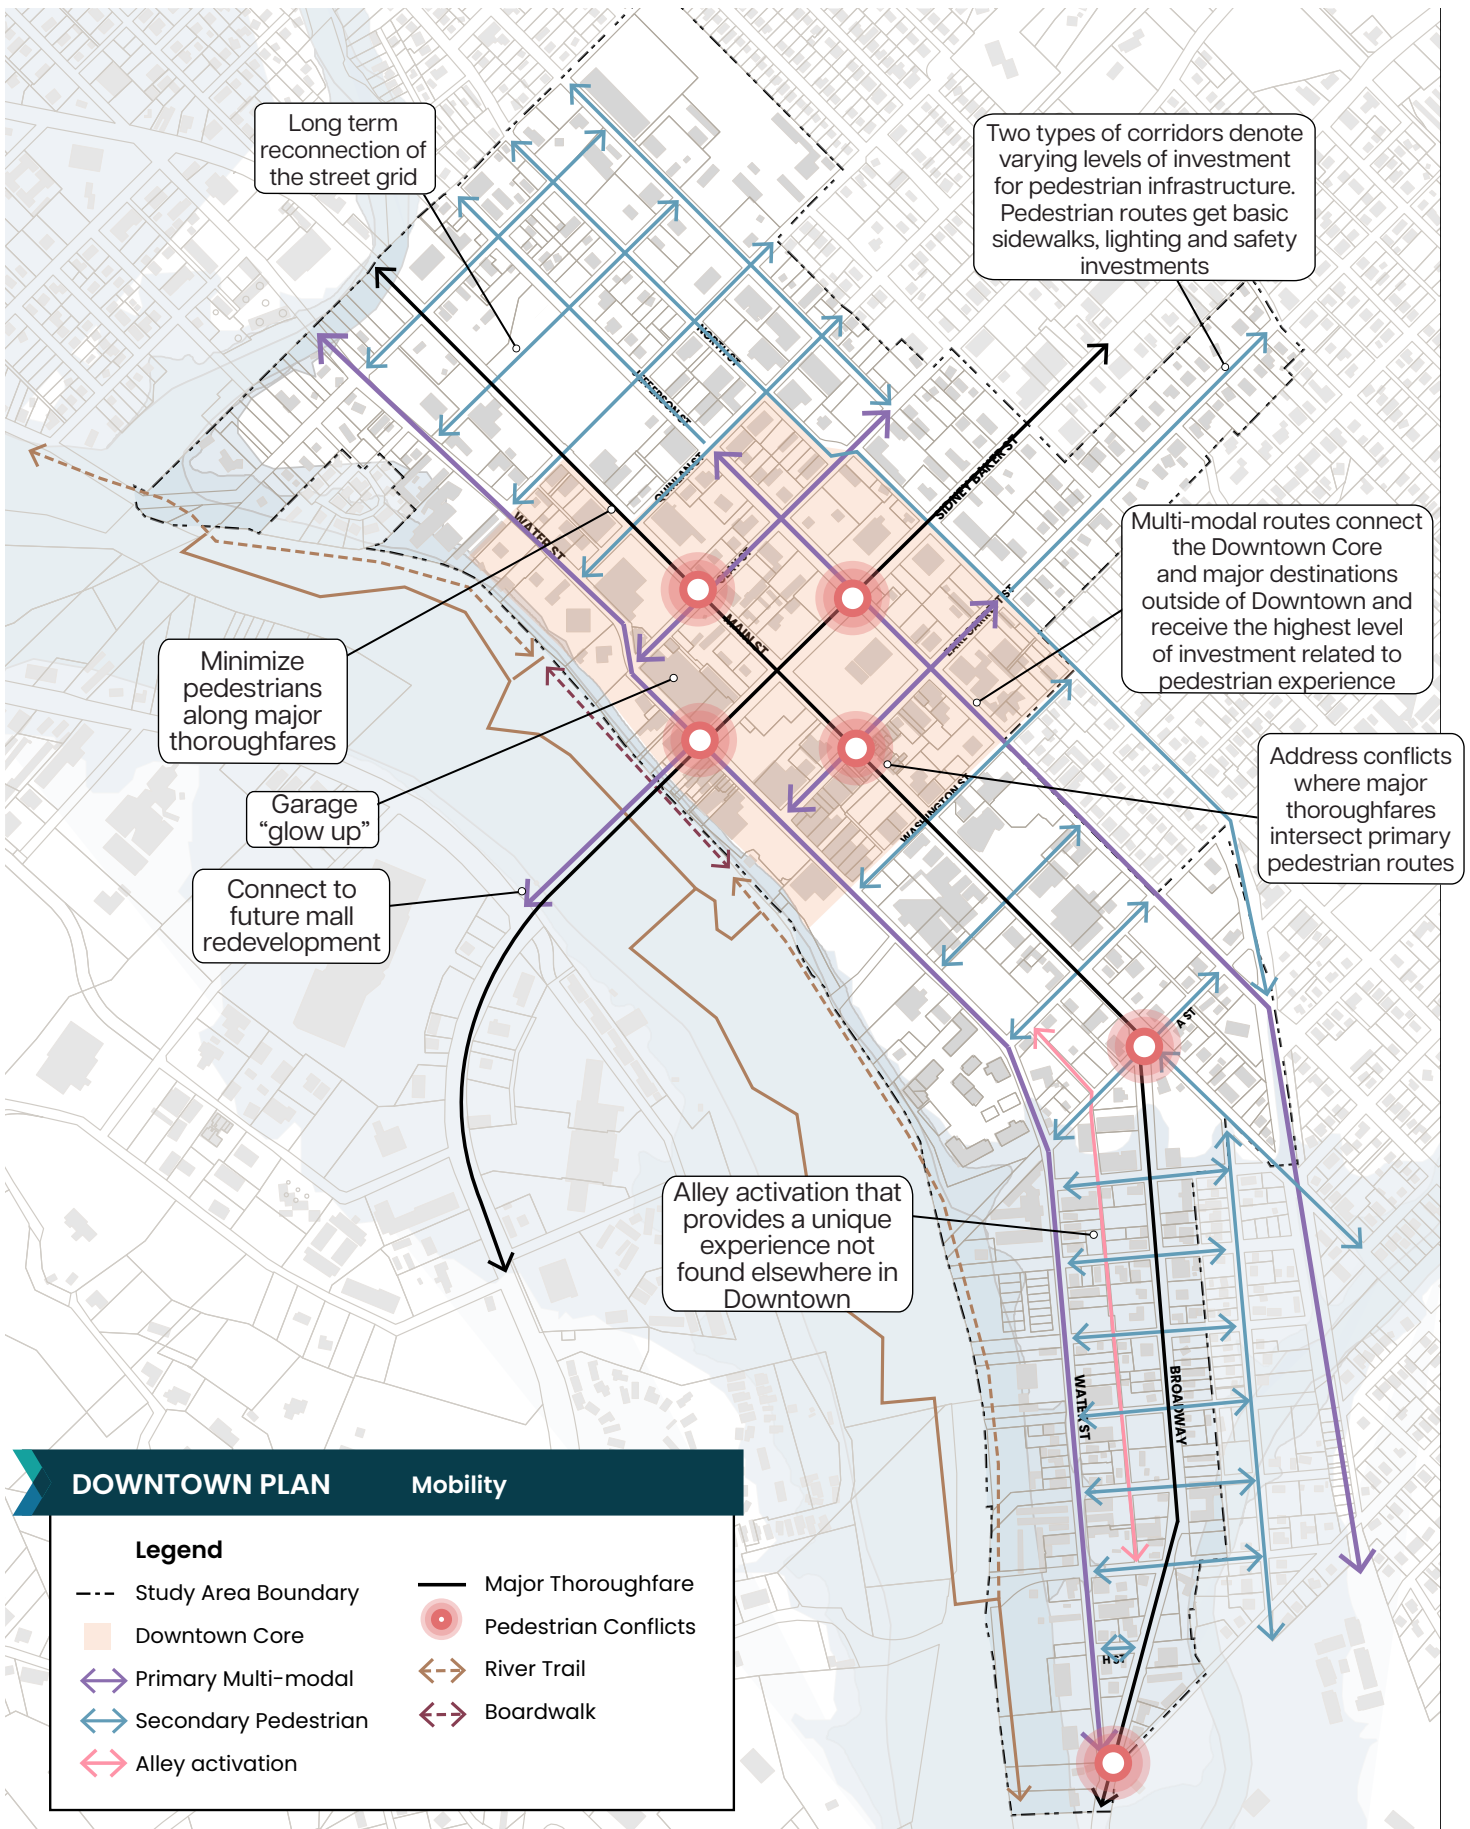 Long term
reconnection of
the street grid
Two types of corridors denote
varying levels of investment
for pedestrian infrastructure.
Pedestrian routes get basic
sidewalks, lighting and safety
investments
NORTH ST
JEFFERSON ST
QUINLAN ST
SIDNEY BAKER ST
WATER ST
MAIN ST
Multi-modal routes connect
the Downtown Core
and major destinations
outside of Downtown and
receive the highest level
of investment related to
pedestrian experience
Minimize
pedestrians
along major
thoroughfares
EARL GARRETT ST
WASHINGTON ST
Garage
“glow up”
Address conflicts
where major
thoroughfares
intersect primary
pedestrian routes
Connect to
future mall
redevelopment
A ST
Alley activation that
provides a unique
experience not
found elsewhere in
Downtown
WATER ST
BROADWAY
H ST
DOWNTOWN PLAN
Mobility
Legend
Study Area Boundary
Downtown Core
Primary Multi-modal
Secondary Pedestrian
Alley activation
Major Thoroughfare
Pedestrian Conflicts
River Trail
Boardwalk